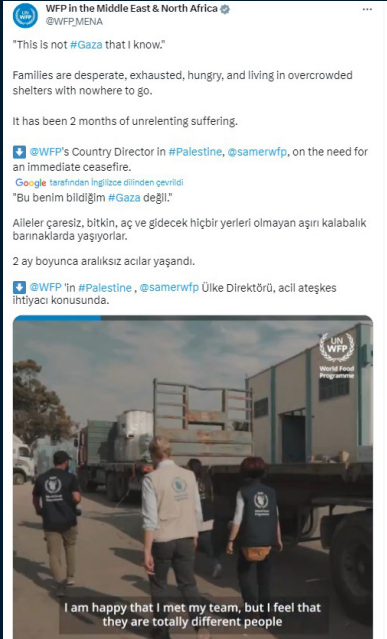 WFP in the Middle East & North Africa
@WFP_MENA
"This is not #Gaza that I know."
Families are desperate, exhausted, hungry, and living in overcrowded
shelters with nowhere to go.
It has been 2 months of unrelenting suffering.
@WFP's Country Director in #Palestine, @samerwfp, on the need for
an immediate ceasefire.
Google tarafından İngilizce dilinden çevrildi
"Bu benim bildiğim #Gaza değil."
Aileler çaresiz, bitkin, aç ve gidecek hiçbir yerleri olmayan aşırı kalabalık
barınaklarda yaşıyorlar.
2 ay boyunca aralıksız acılar yaşandı.
@WFP 'in #Palestine , @samerwfp Ülke Direktörü, acil ateşkes
ihtiyacı konusunda.
UN
WFP
World Food
Programme
I am happy that I met my team, but I feel that
they are totally different people